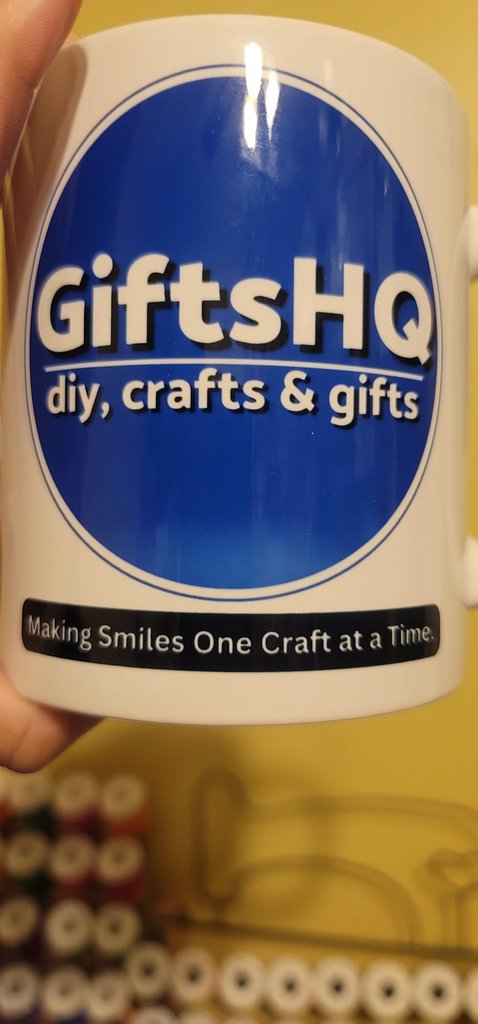 GiftsHQ
diy, crafts & gifts
Making Smiles One Craft at a Time.